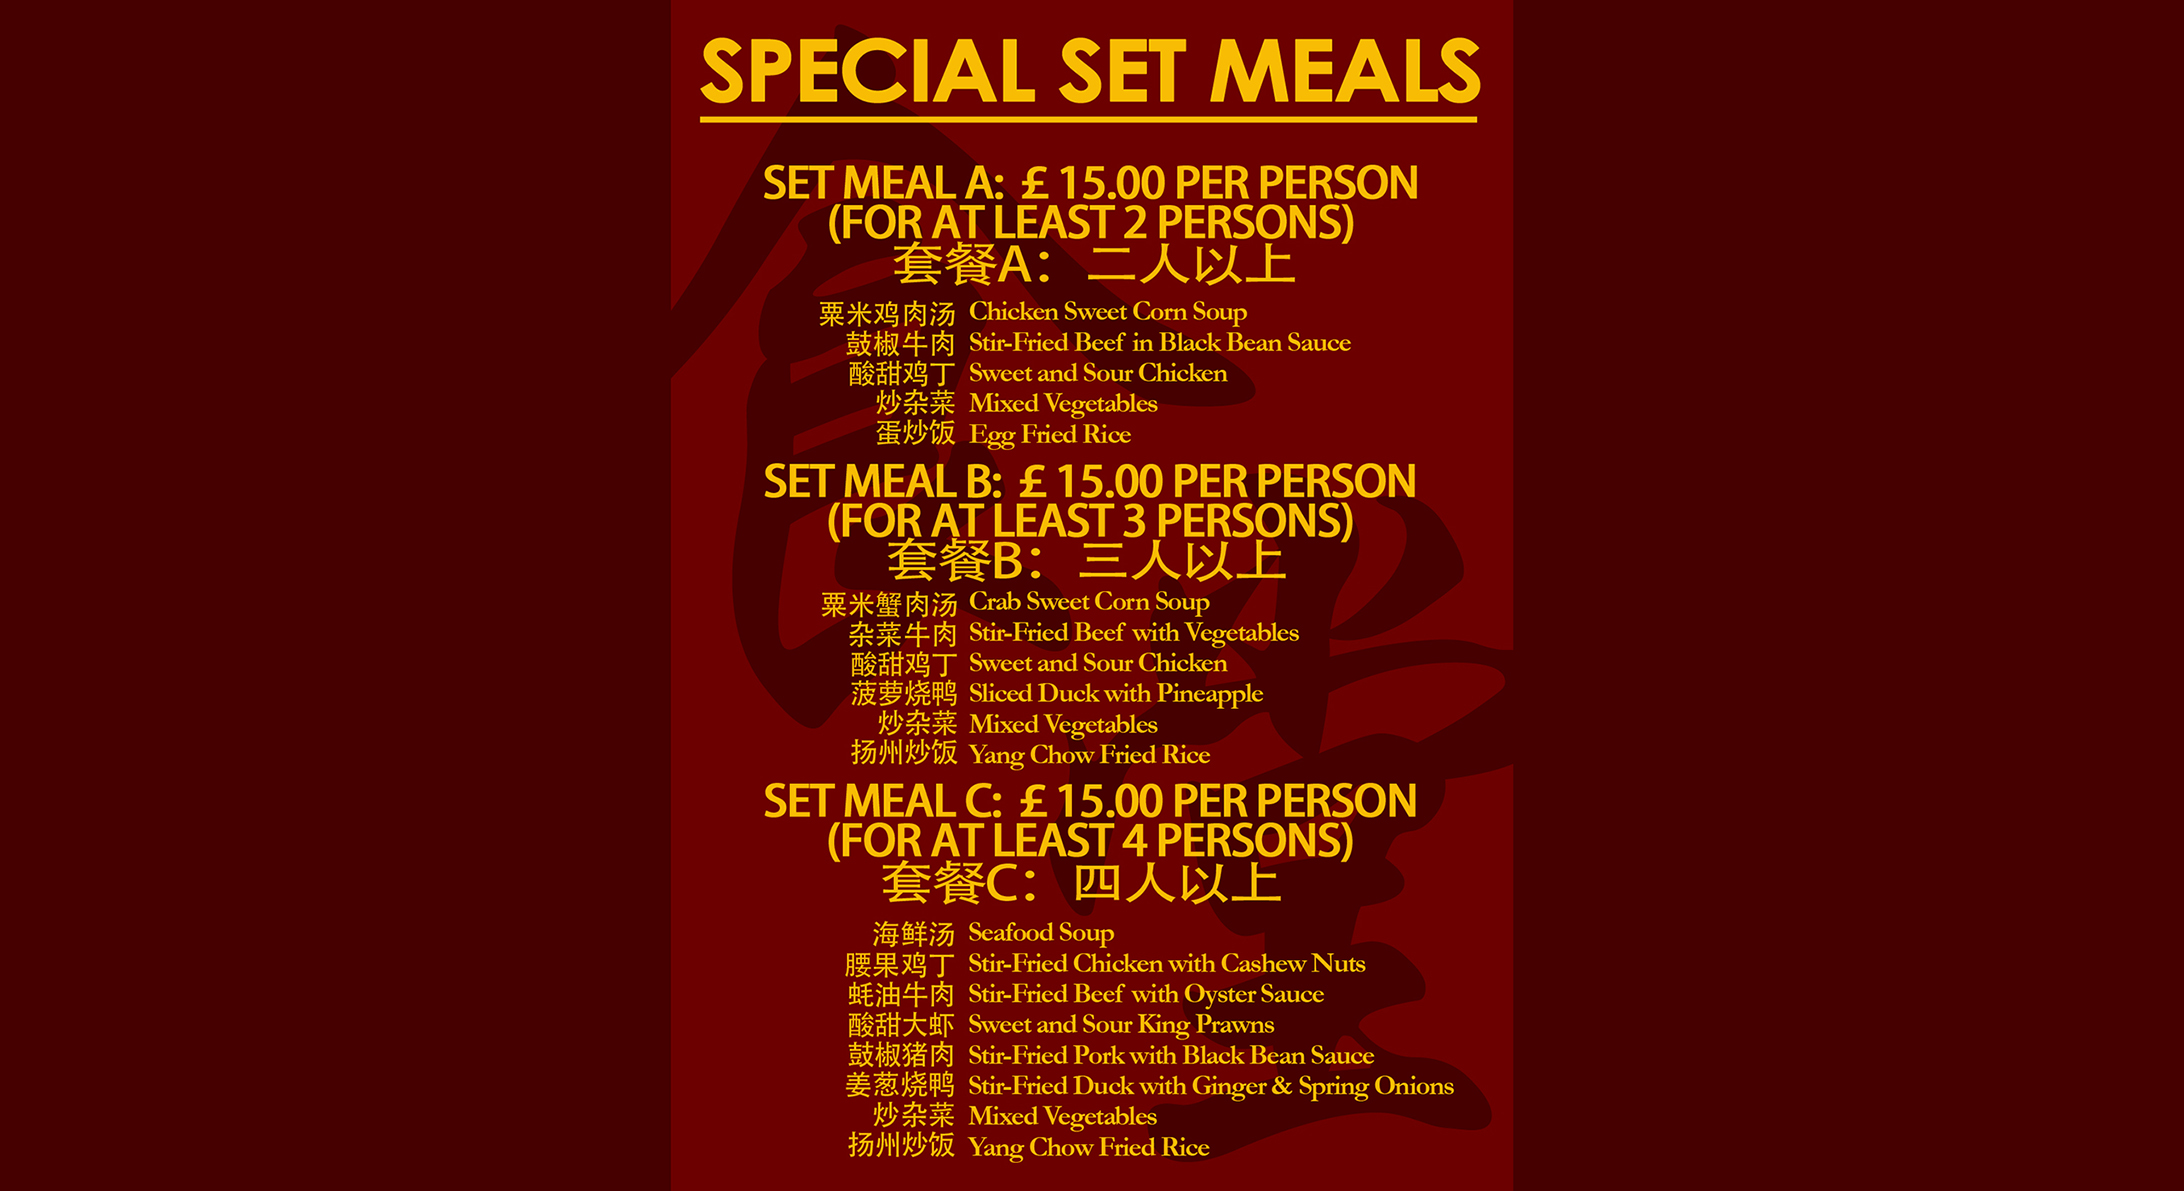 SPECIAL SET MEALS
SET MEAL A: £ 15.00 PER PERSON
(FOR AT LEAST 2 PERSONS)
套餐A： 二人以上
粟米鸡肉汤 Chicken Sweet Corn Soup
鼓椒牛肉 Stir-Fried Beef in Black Bean Sauce
酸甜鸡丁 Sweet and Sour Chicken
炒杂菜 Mixed Vegetables
蛋炒饭 Egg Fried Rice
SET MEAL B: £ 15.00 PER PERSON
(FOR AT LEAST 3 PERSONS)
套餐B： 三人以上
粟米蟹肉汤 Crab Sweet Corn Soup
杂菜牛肉 Stir-Fried Beef with Vegetables
酸甜鸡丁 Sweet and Sour Chicken
菠萝烧鸭 Sliced Duck with Pineapple
炒杂菜 Mixed Vegetables
扬州炒饭 Yang Chow Fried Rice
SET MEAL C: £ 15.00 PER PERSON
(FOR AT LEAST 4 PERSONS)
套餐C： 四人以上
海鲜汤 Seafood Soup
腰果鸡丁 Stir-Fried Chicken with Cashew Nuts
蚝油牛肉 Stir-Fried Beef with Oyster Sauce
酸甜大虾 Sweet and Sour King Prawns
鼓椒猪肉 Stir-Fried Pork with Black Bean Sauce
姜葱烧鸭 Stir-Fried Duck with Ginger & Spring Onions
炒杂菜 Mixed Vegetables
扬州炒饭 Yang Chow Fried Rice